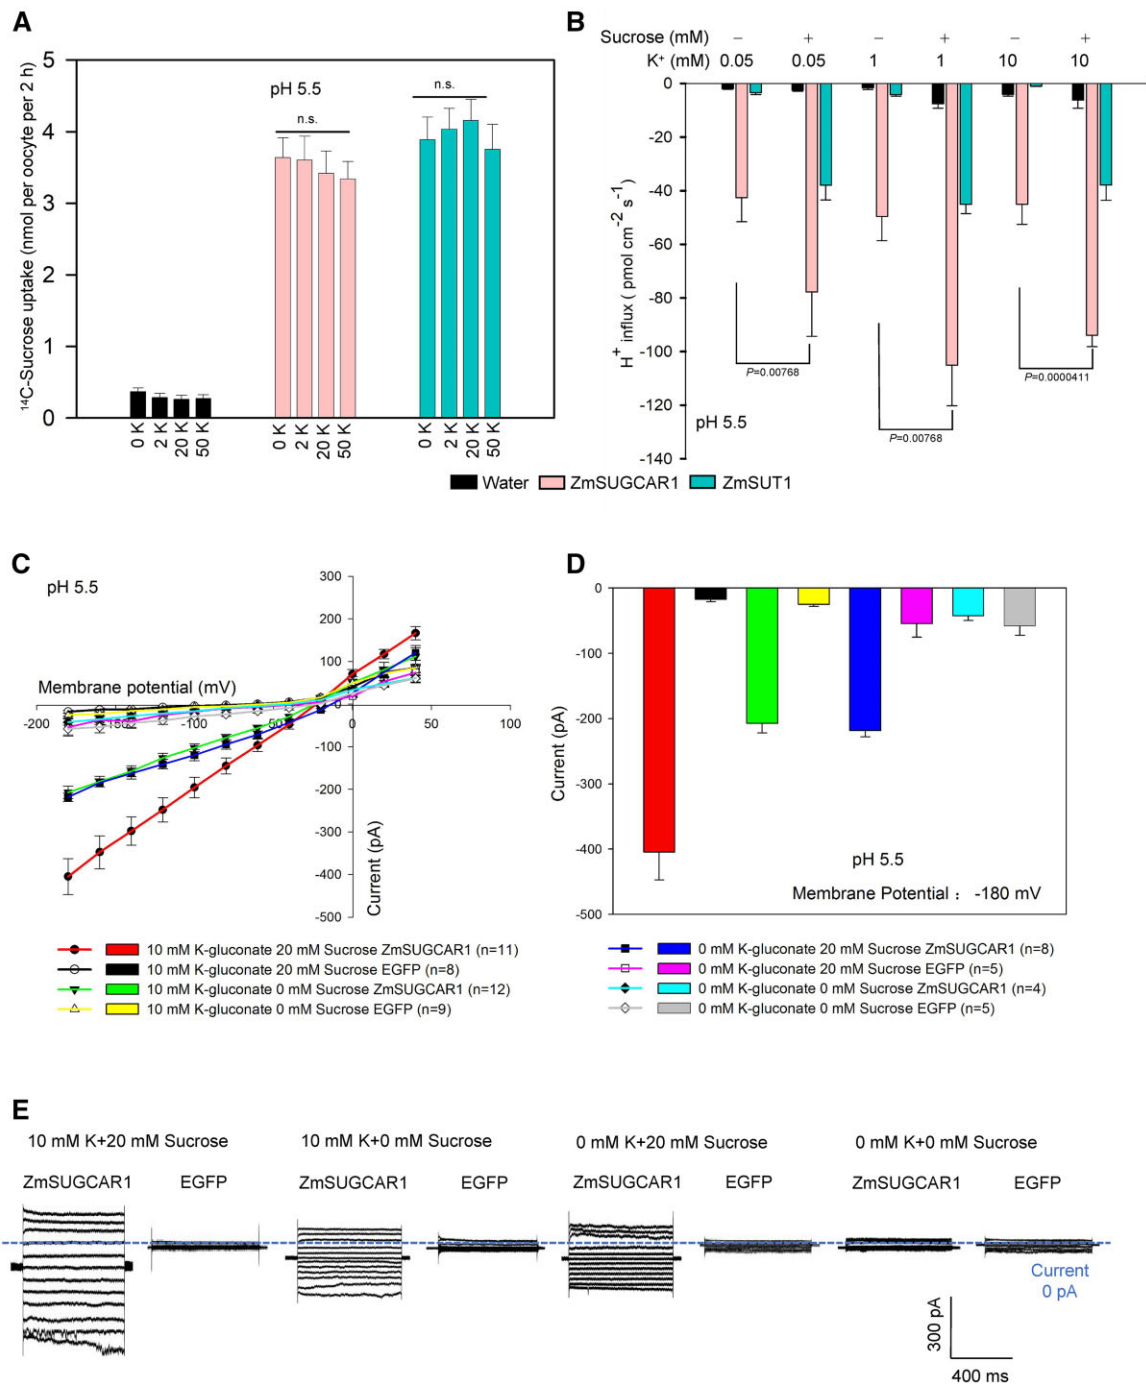 A
5
4
3
2
1
0
¹⁴C-Sucrose uptake (nmol per oocyte per 2 h)
pH 5.5
n.s.
n.s.
0 K
2 K
20 K
50 K
0 K
2 K
20 K
50 K
0 K
2 K
20 K
50 K
B
Sucrose (mM) − + − + − +
K⁺ (mM) 0.05 0.05 1 1 10 10
0
-20
-40
-60
-80
-100
-120
-140
H⁺ influx ( pmol cm⁻² s⁻¹)
P=0.00768
P=0.00768
P=0.0000411
pH 5.5
Water ZmSUGCAR1 ZmSUT1
C
pH 5.5
300
200
100
Membrane potential (mV)
-200 -150 -100 -50 0 50 100
-100
-200
-300
-400
-500
Current (pA)
10 mM K-gluconate 20 mM Sucrose ZmSUGCAR1 (n=11)
10 mM K-gluconate 20 mM Sucrose EGFP (n=8)
10 mM K-gluconate 0 mM Sucrose ZmSUGCAR1 (n=12)
10 mM K-gluconate 0 mM Sucrose EGFP (n=9)
D
0
-100
-200
-300
-400
-500
Current (pA)
pH 5.5
Membrane Potential : -180 mV
0 mM K-gluconate 20 mM Sucrose ZmSUGCAR1 (n=8)
0 mM K-gluconate 20 mM Sucrose EGFP (n=5)
0 mM K-gluconate 0 mM Sucrose ZmSUGCAR1 (n=4)
0 mM K-gluconate 0 mM Sucrose EGFP (n=5)
E
10 mM K+20 mM Sucrose 10 mM K+0 mM Sucrose 0 mM K+20 mM Sucrose 0 mM K+0 mM Sucrose
ZmSUGCAR1 EGFP ZmSUGCAR1 EGFP ZmSUGCAR1 EGFP ZmSUGCAR1 EGFP
Current
0 pA
300 pA
400 ms